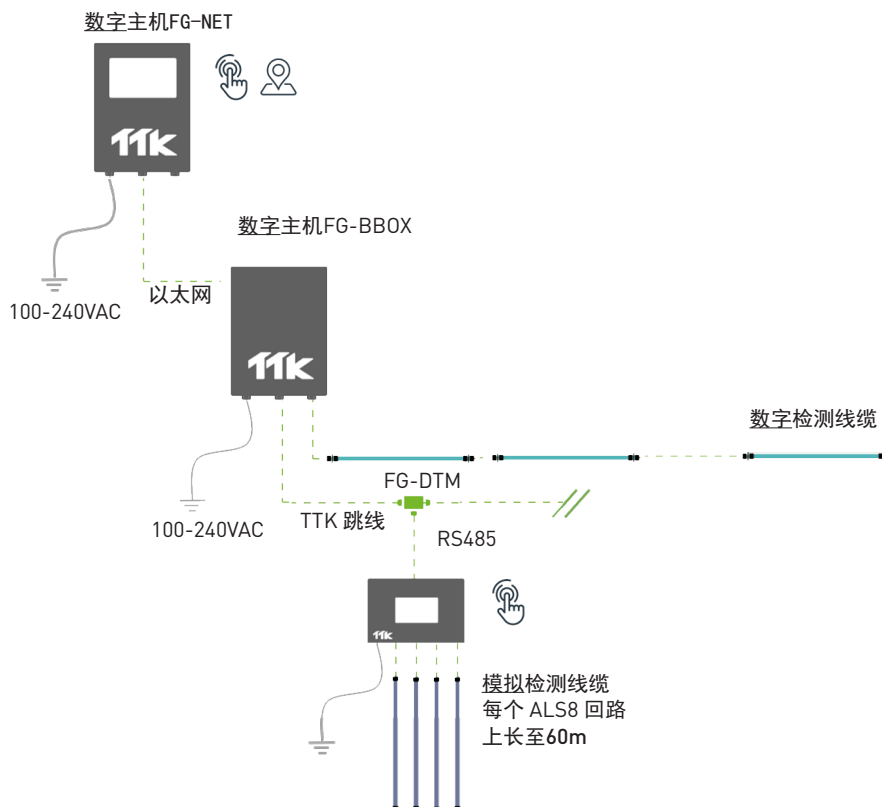 数字主机FG-NET
TTK
100-240VAC
以太网
数字主机FG-BBOX
TTK
100-240VAC
数字检测线缆
FG-DTM
TTK 跳线
RS485
TTK
模拟检测线缆
每个 ALS8 回路
上长至60m